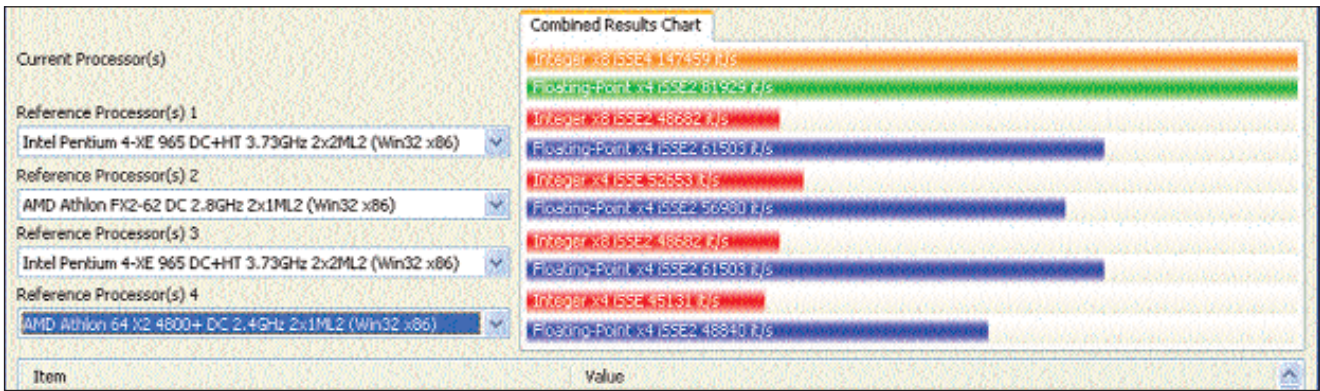 Combined Results Chart
Current Processor(s)
Integer x8 iSSE4 147459 it/s
Floating-Point x4 iSSE2 81929 it/s
Reference Processor(s) 1
Intel Pentium 4-XE 965 DC+HT 3.73GHz 2x2ML2 (Win32 x86)
Integer x8 iSSE2 48682 it/s
Floating-Point x4 iSSE2 61503 it/s
Reference Processor(s) 2
AMD Athlon FX2-62 DC 2.8GHz 2x1ML2 (Win32 x86)
Integer x4 iSSE 52653 it/s
Floating-Point x4 iSSE2 56980 it/s
Reference Processor(s) 3
Intel Pentium 4-XE 965 DC+HT 3.73GHz 2x2ML2 (Win32 x86)
Integer x8 iSSE2 48682 it/s
Floating-Point x4 iSSE2 61503 it/s
Reference Processor(s) 4
AMD Athlon 64 X2 4800+ DC 2.4GHz 2x1ML2 (Win32 x86)
Integer x4 iSSE 45131 it/s
Floating-Point x4 iSSE2 48840 it/s
Item Value